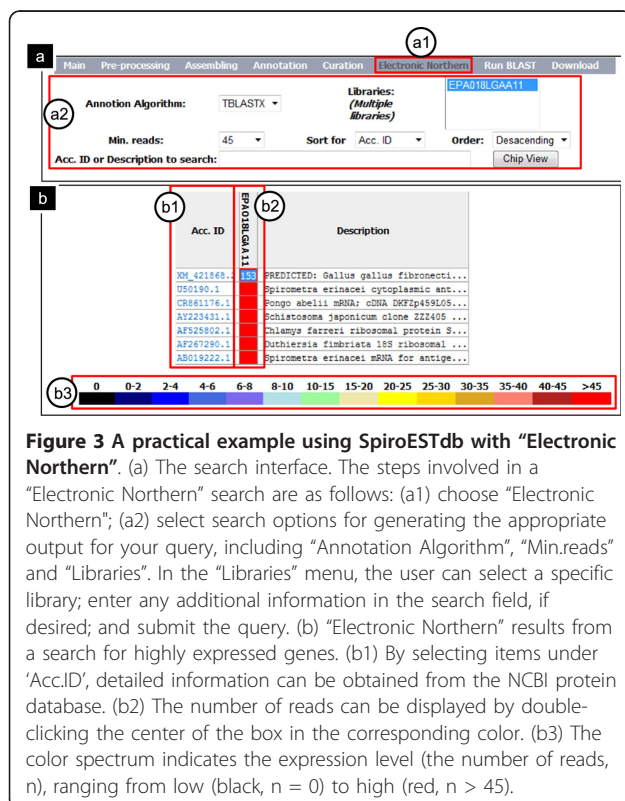 a1
a
Main Pre-processing Assembling Annotation Curation Electronic Northern Run BLAST Download
a2
Annotion Algorithm: TBLASTX Libraries: (Multiple libraries) EPA018LGAA11
Min. reads: 45 Sort for Acc. ID Order: Desacending
Acc. ID or Description to search: Chip View
b
b1 b2
Acc. ID EPA018LGAA11 Description
XM_421868.2 153 PREDICTED: Gallus gallus fibronecti...
U50190.1 Spirometra erinacei cytoplasmic ant...
CR861176.1 Pongo abelii mRNA; cDNA DKFZp459L05...
AY223431.1 Schistosoma japonicum clone ZZZ405 ...
AF525802.1 Chlamys farreri ribosomal protein S...
AF267290.1 Duthiersia fimbriata 18S ribosomal ...
AB019222.1 Spirometra erinacei mRNA for antige...
b3
0 0-2 2-4 4-6 6-8 8-10 10-15 15-20 20-25 25-30 30-35 35-40 40-45 >45
Figure 3 A practical example using SpiroESTdb with “Electronic
Northern”. (a) The search interface. The steps involved in a
“Electronic Northern” search are as follows: (a1) choose “Electronic
Northern"; (a2) select search options for generating the appropriate
output for your query, including “Annotation Algorithm”, “Min.reads”
and “Libraries”. In the “Libraries” menu, the user can select a specific
library; enter any additional information in the search field, if
desired; and submit the query. (b) “Electronic Northern” results from
a search for highly expressed genes. (b1) By selecting items under
‘Acc.ID’, detailed information can be obtained from the NCBI protein
database. (b2) The number of reads can be displayed by double-
clicking the center of the box in the corresponding color. (b3) The
color spectrum indicates the expression level (the number of reads,
n), ranging from low (black, n = 0) to high (red, n > 45).